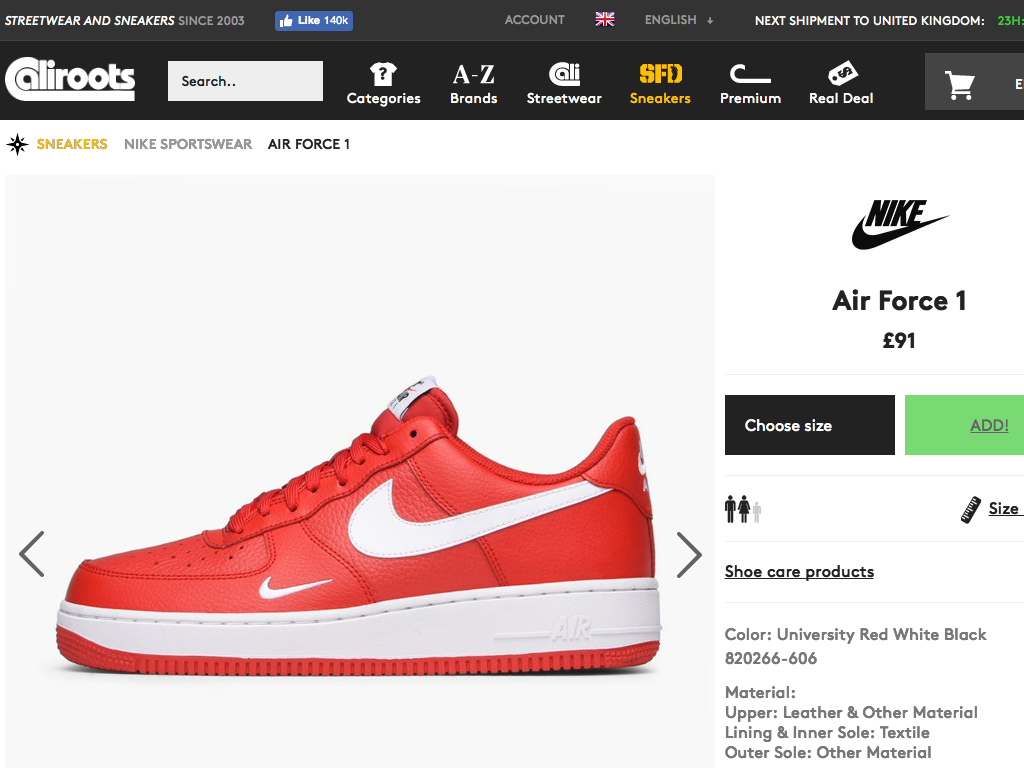 STREETWEAR AND SNEAKERS SINCE 2003
Like 140k
ACCOUNT
ENGLISH ↓
NEXT SHIPMENT TO UNITED KINGDOM: 23H:
aliroots
Search..
?
Categories
A-Z
Brands
ali
Streetwear
SFD
Sneakers
Premium
$
Real Deal
SNEAKERS NIKE SPORTSWEAR AIR FORCE 1
NIKE
Air Force 1
£91
Choose size
ADD!
Size
Shoe care products
AIR
Color: University Red White Black
820266-606
Material:
Upper: Leather & Other Material
Lining & Inner Sole: Textile
Outer Sole: Other Material